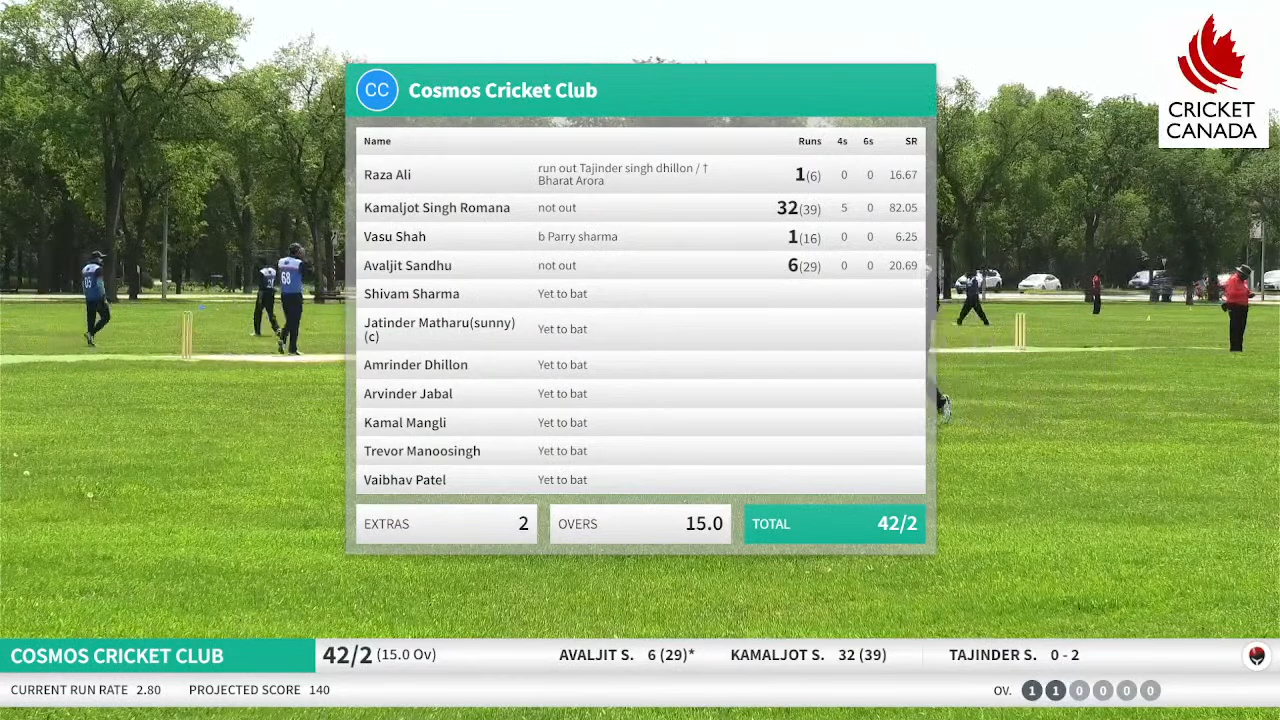 CRICKET
CANADA
CC Cosmos Cricket Club
Name Runs 4s 6s SR
Raza Ali run out Tajinder singh dhillon / † Bharat Arora 1(6) 0 0 16.67
Kamaljot Singh Romana not out 32(39) 5 0 82.05
Vasu Shah b Parry sharma 1(16) 0 0 6.25
Avaljit Sandhu not out 6(29) 0 0 20.69
Shivam Sharma Yet to bat
Jatinder Matharu(sunny) (c) Yet to bat
Amrinder Dhillon Yet to bat
Arvinder Jabal Yet to bat
Kamal Mangli Yet to bat
Trevor Manoosingh Yet to bat
Vaibhav Patel Yet to bat
EXTRAS 2 OVERS 15.0 TOTAL 42/2
68
COSMOS CRICKET CLUB 42/2 (15.0 Ov) AVALJIT S. 6 (29)* KAMALJOT S. 32 (39) TAJINDER S. 0 - 2
CURRENT RUN RATE 2.80 PROJECTED SCORE 140 OV. 1 1 0 0 0 0